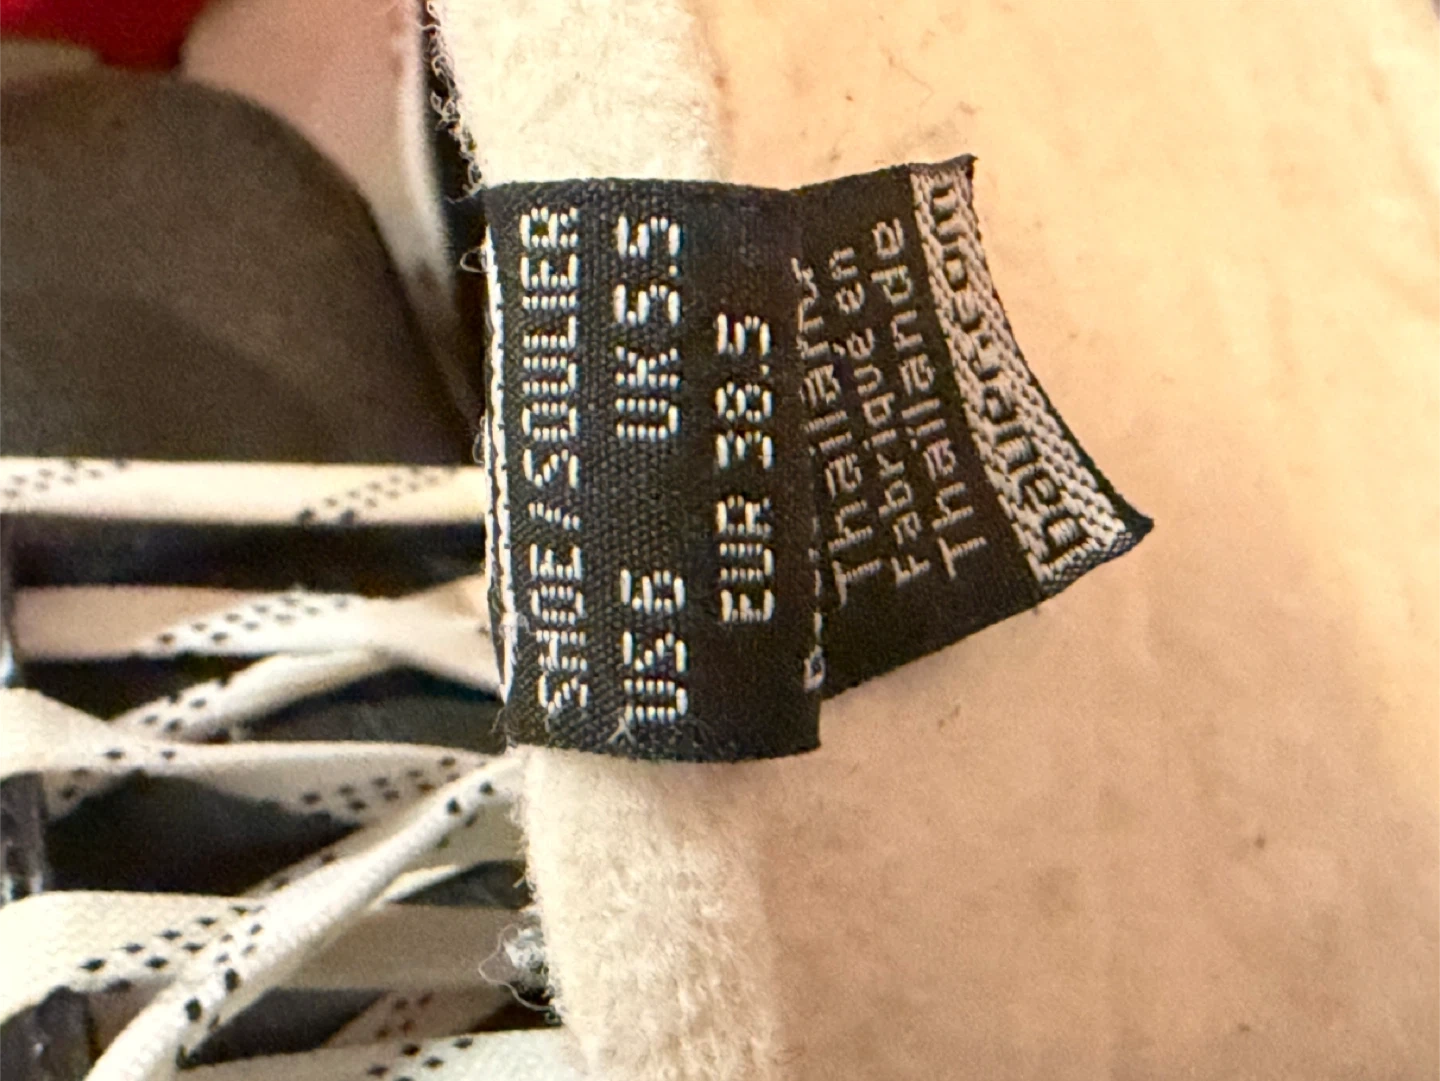 SHOE/SOULIER
US 6 UK 5.5
EUR 38.5
Thailand
Fabriqué en
Thaïlande